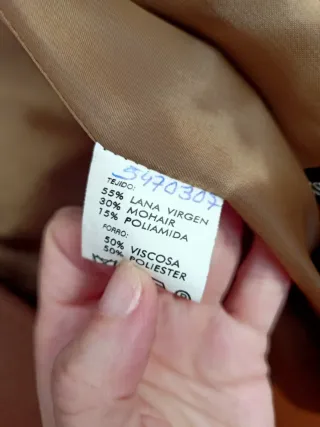 5470307
TEJIDO:
55% LANA VIRGEN
30% MOHAIR
15% POLIAMIDA
FORRO:
50% VISCOSA
50% POLIESTER